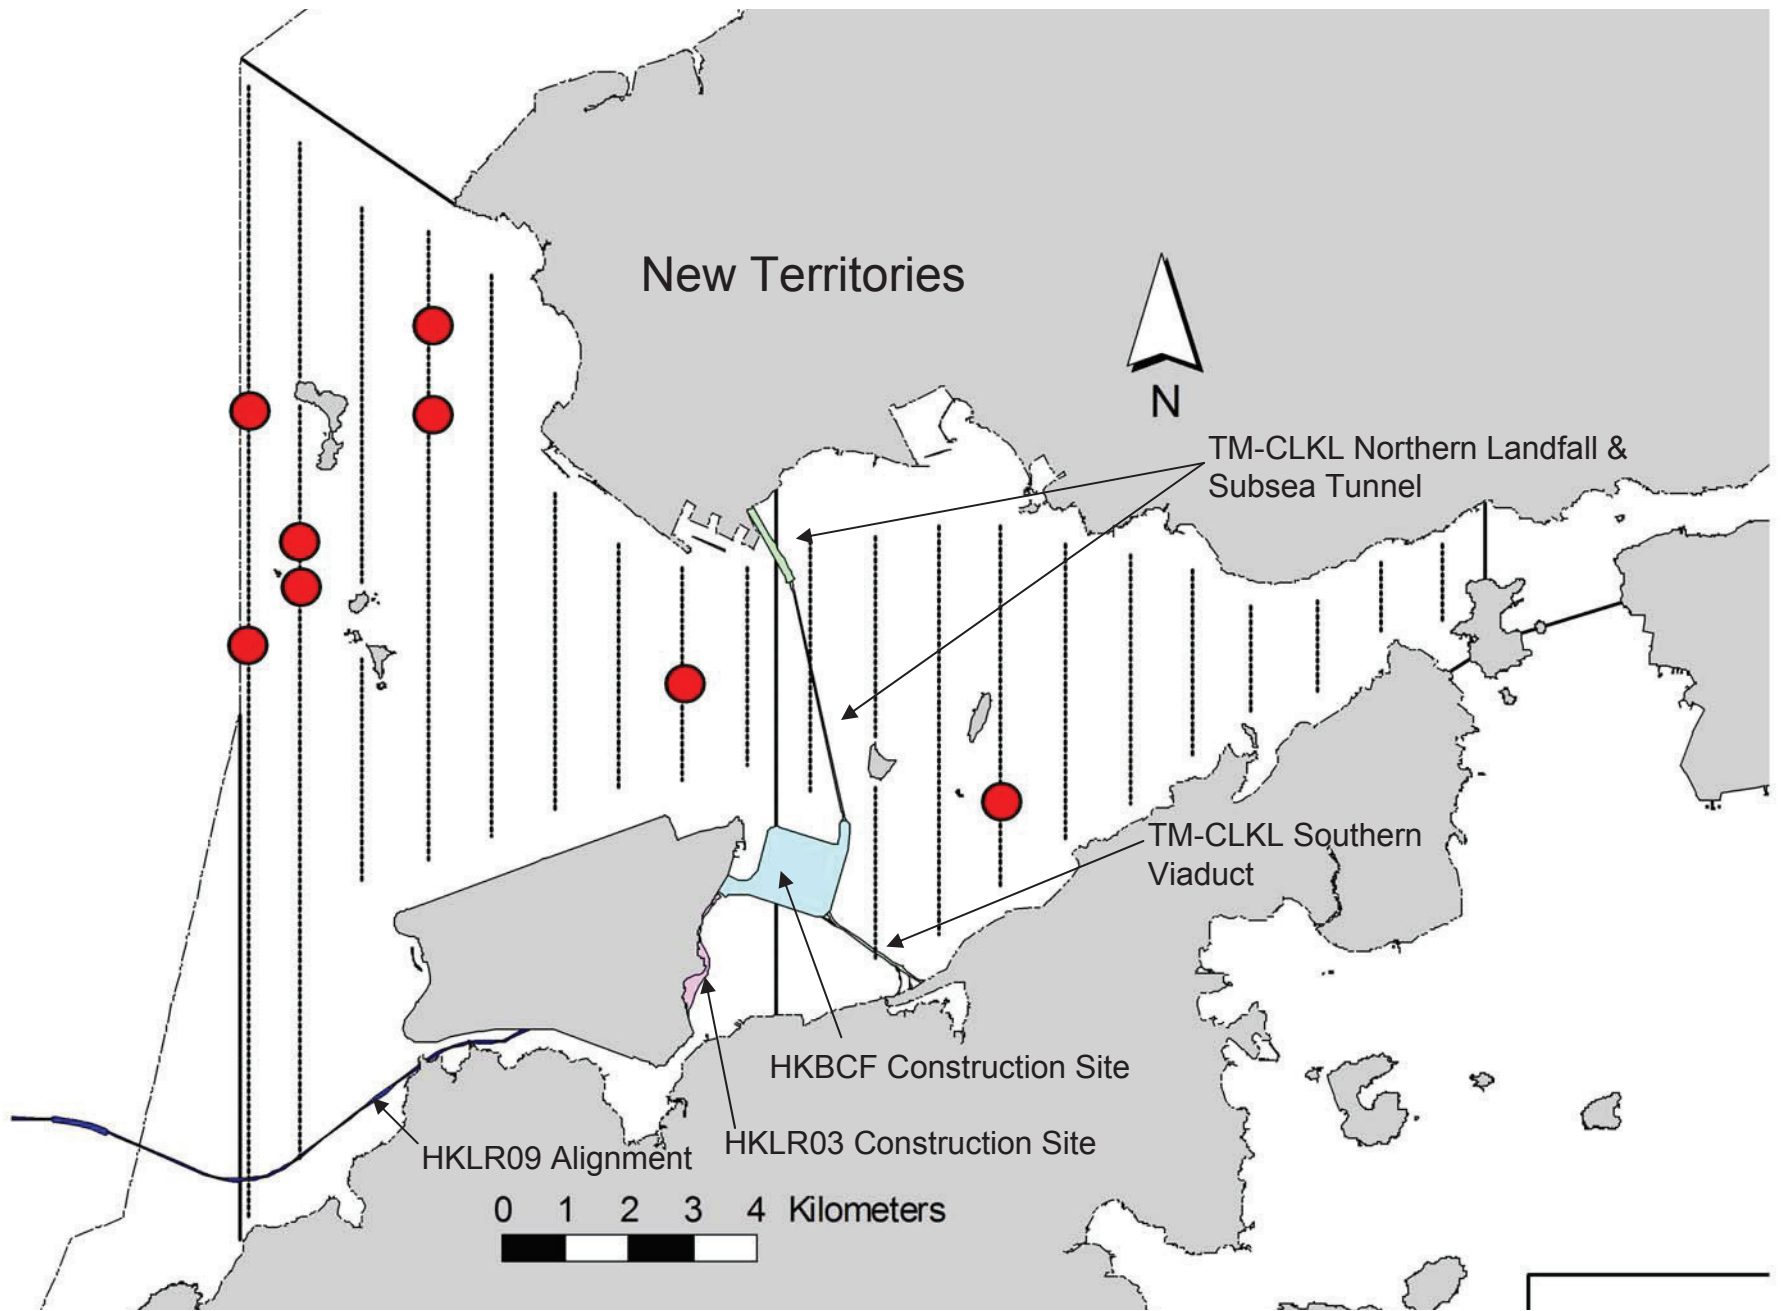 New Territories
N
TM-CLKL Northern Landfall &
Subsea Tunnel
TM-CLKL Southern
Viaduct
HKBCF Construction Site
HKLR03 Construction Site
HKLR09 Alignment
0 1 2 3 4 Kilometers